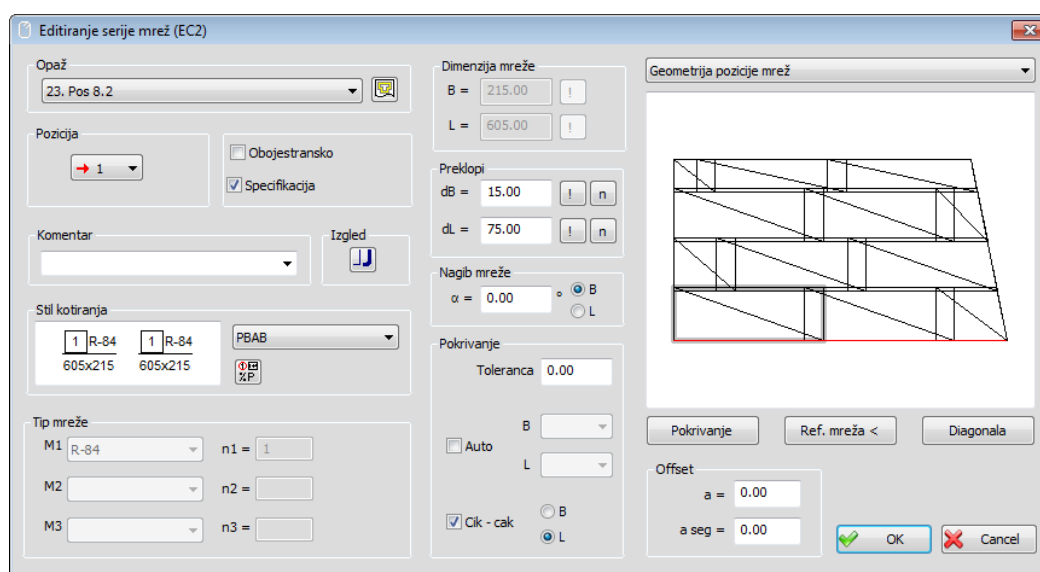 Editiranje serije mrež (EC2)
Opaž
23. Pos 8.2
Pozicija
1
Obojestransko
Specifikacija
Komentar
Izgled
Stil kotiranja
1 R-84 1 R-84
605x215 605x215
PBAB
%P
Tip mreže
M1 R-84 n1 = 1
M2 n2 =
M3 n3 =
Dimenzija mreže
B = 215.00 !
L = 605.00 !
Preklopi
dB = 15.00 ! n
dL = 75.00 ! n
Nagib mreže
α = 0.00 ° B
L
Pokrivanje
Toleranca 0.00
B
Auto
L
Cik - cak
B
L
Geometrija pozicije mrež
Pokrivanje Ref. mreža < Diagonala
Offset
a = 0.00
a seg = 0.00
OK Cancel